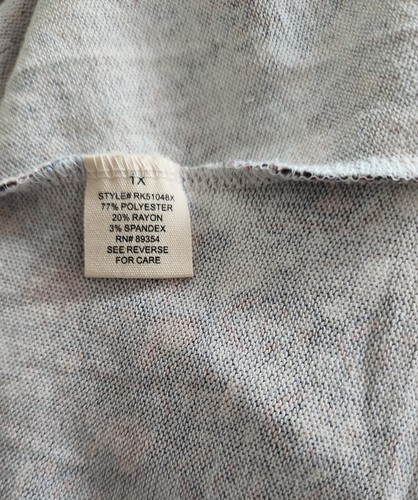 1X
STYLE# RK51048X
77% POLYESTER
20% RAYON
3% SPANDEX
RN# 89354
SEE REVERSE
FOR CARE